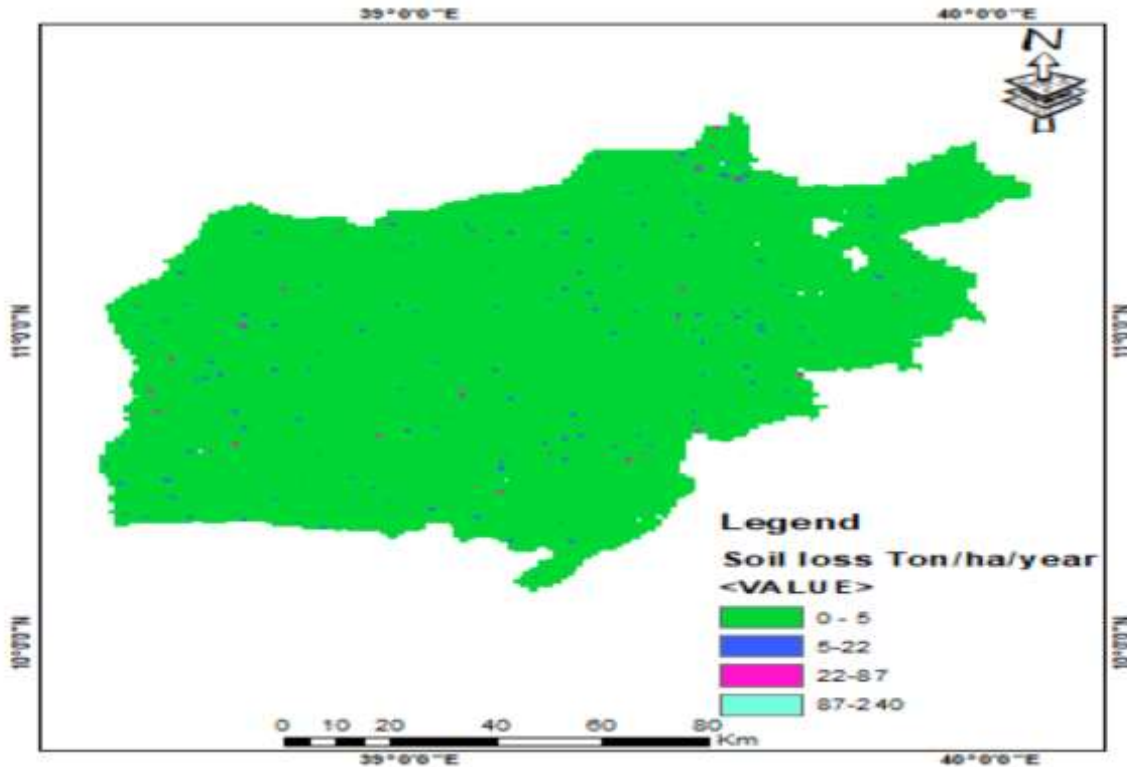 39°0'0"E 40°0'0"E
N
11°0'0"N 11°0'0"N
Legend
Soil loss Ton/ha/year
<VALUE>
0 - 5
5-22
22-87
87-240
10°0'0"N 10°0'0"N
0 10 20 40 60 80
Km
39°0'0"E 40°0'0"E